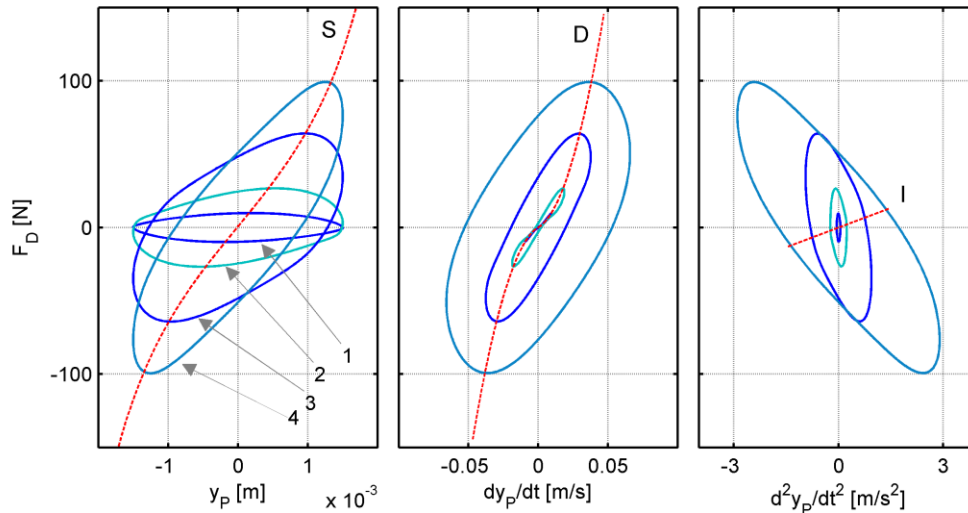 S
D
I
100
0
-100
F_D [N]
1
2
3
4
-1
0
1
y_P [m]
x 10^-3
-0.05
0
0.05
dy_P/dt [m/s]
-3
0
3
d^2y_P/dt^2 [m/s^2]